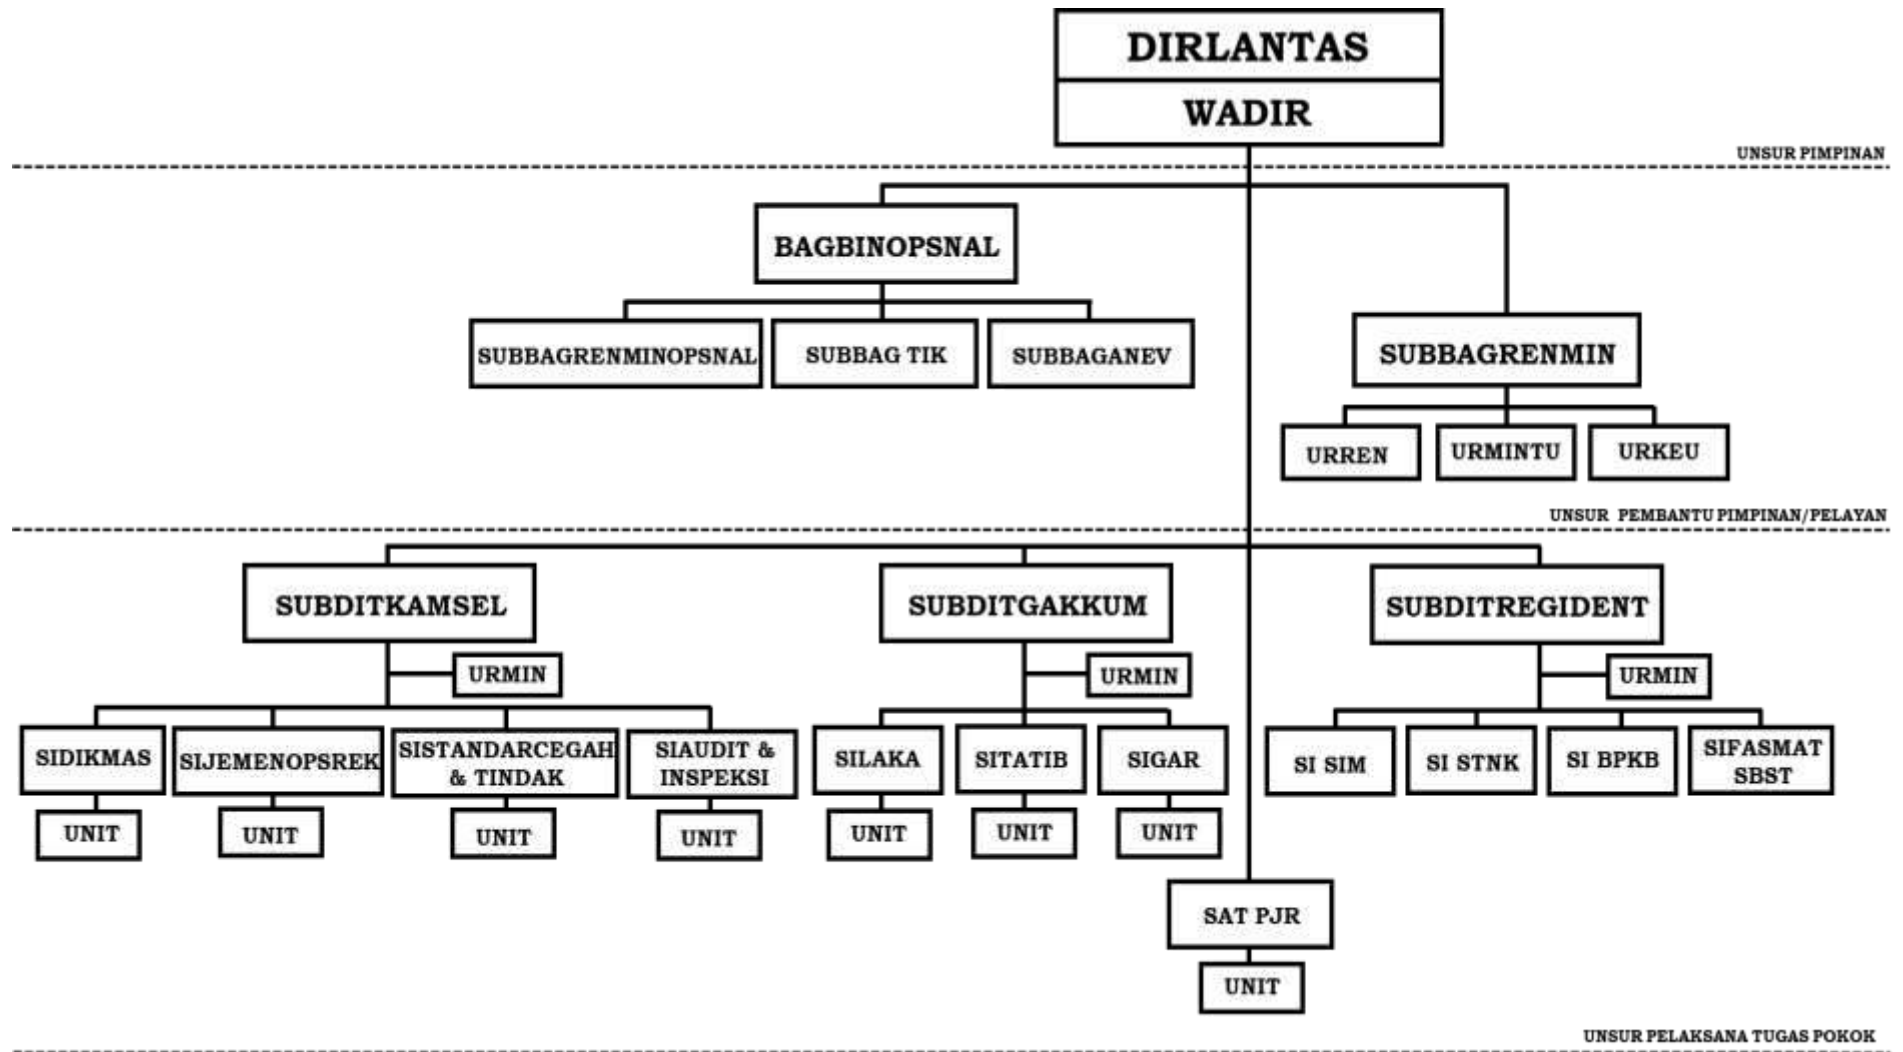 DIRLANTAS
WADIR
UNSUR PIMPINAN
BAGBINOPSNAL
SUBBAGRENMINOPSNAL
SUBBAG TIK
SUBBAGANEV
SUBBAGRENMIN
URREN
URMINTU
URKEU
UNSUR PEMBANTU PIMPINAN/PELAYAN
SUBDITKAMSEL
SUBDITGAKKUM
SUBDITREGIDENT
URMIN
URMIN
URMIN
SIDIKMAS
SIJEMENOPSREK
SISTANDARCEGAH
& TINDAK
SIAUDIT &
INSPEKSI
SILAKA
SITATIB
SIGAR
SI SIM
SI STNK
SI BPKB
SIFASMAT
SBST
UNIT
UNIT
UNIT
UNIT
UNIT
UNIT
UNIT
SAT PJR
UNIT
UNSUR PELAKSANA TUGAS POKOK